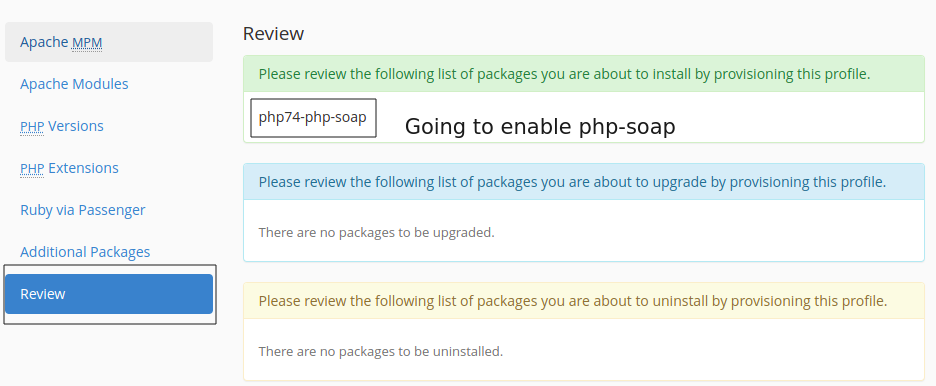 Apache MPM
Apache Modules
PHP Versions
PHP Extensions
Ruby via Passenger
Additional Packages
Review
Review
Please review the following list of packages you are about to install by provisioning this profile.
php74-php-soap
Going to enable php-soap
Please review the following list of packages you are about to upgrade by provisioning this profile.
There are no packages to be upgraded.
Please review the following list of packages you are about to uninstall by provisioning this profile.
There are no packages to be uninstalled.